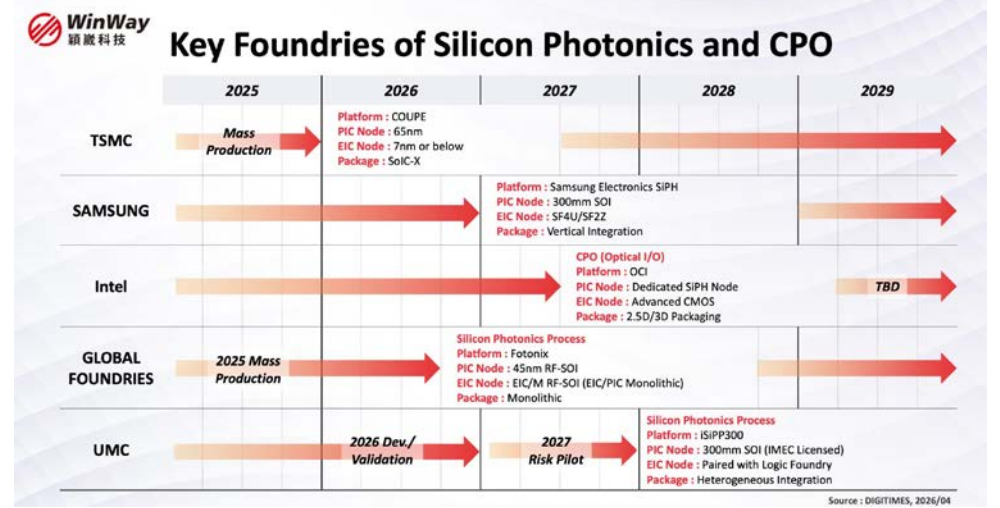 WinWay
穎崴科技
Key Foundries of Silicon Photonics and CPO
2025 2026 2027 2028 2029
TSMC
Mass
Production
Platform : COUPE
PIC Node : 65nm
EIC Node : 7nm or below
Package : SoIC-X
SAMSUNG
Platform : Samsung Electronics SiPH
PIC Node : 300mm SOI
EIC Node : SF4U/SF2Z
Package : Vertical Integration
Intel
CPO (Optical I/O)
Platform : OCI
PIC Node : Dedicated SiPH Node
EIC Node : Advanced CMOS
Package : 2.5D/3D Packaging
TBD
GLOBAL
FOUNDRIES
2025 Mass
Production
Silicon Photonics Process
Platform : Fotonix
PIC Node : 45nm RF-SOI
EIC Node : EIC/M RF-SOI (EIC/PIC Monolithic)
Package : Monolithic
UMC
2026 Dev./
Validation
2027
Risk Pilot
Silicon Photonics Process
Platform : iSiPP300
PIC Node : 300mm SOI (IMEC Licensed)
EIC Node : Paired with Logic Foundry
Package : Heterogeneous Integration
Source : DIGITIMES, 2026/04